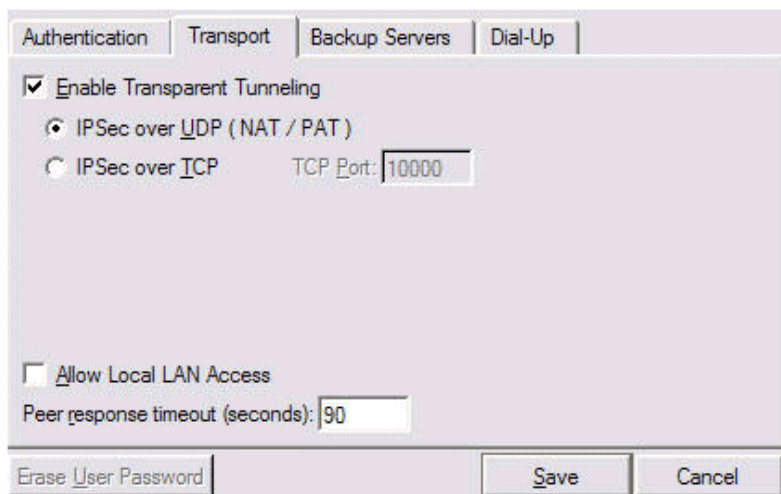 Authentication Transport Backup Servers Dial-Up
Enable Transparent Tunneling
IPSec over UDP ( NAT / PAT )
IPSec over TCP TCP Port: 10000
Allow Local LAN Access
Peer response timeout (seconds): 90
Erase User Password Save Cancel